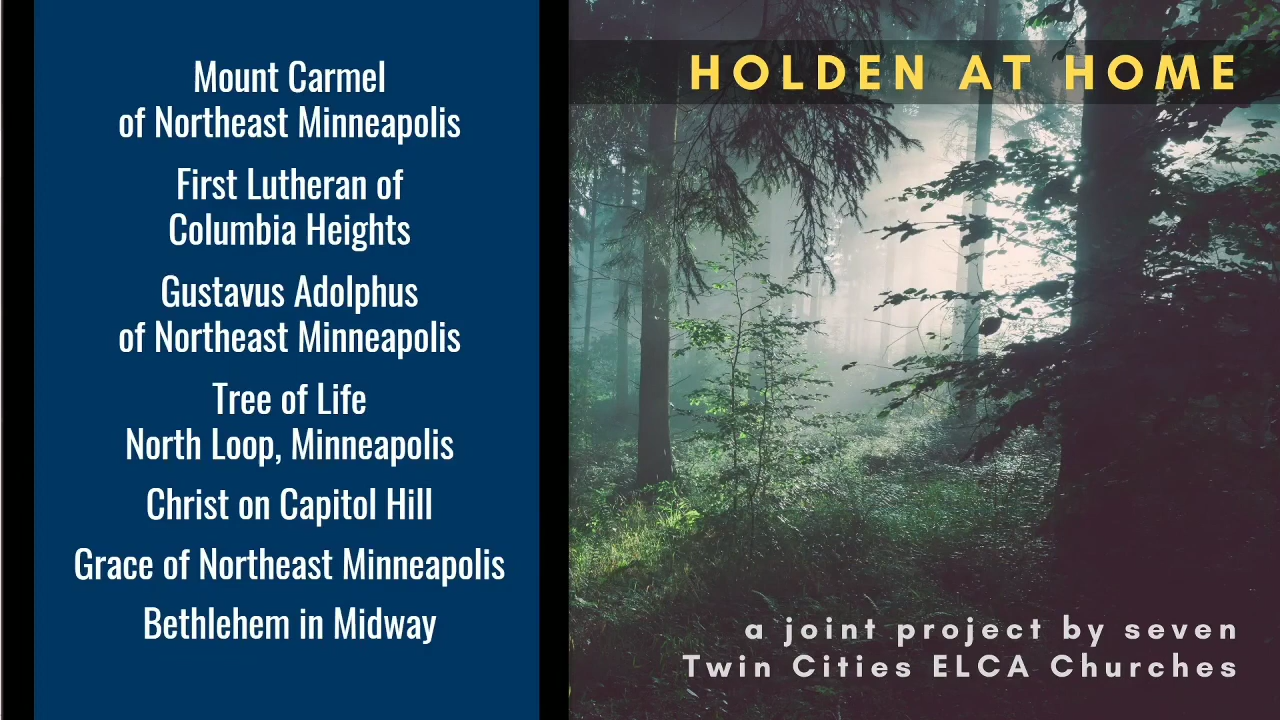 Mount Carmel
of Northeast Minneapolis
First Lutheran of
Columbia Heights
Gustavus Adolphus
of Northeast Minneapolis
Tree of Life
North Loop, Minneapolis
Christ on Capitol Hill
Grace of Northeast Minneapolis
Bethlehem in Midway
HOLDEN AT HOME
a joint project by seven
Twin Cities ELCA Churches